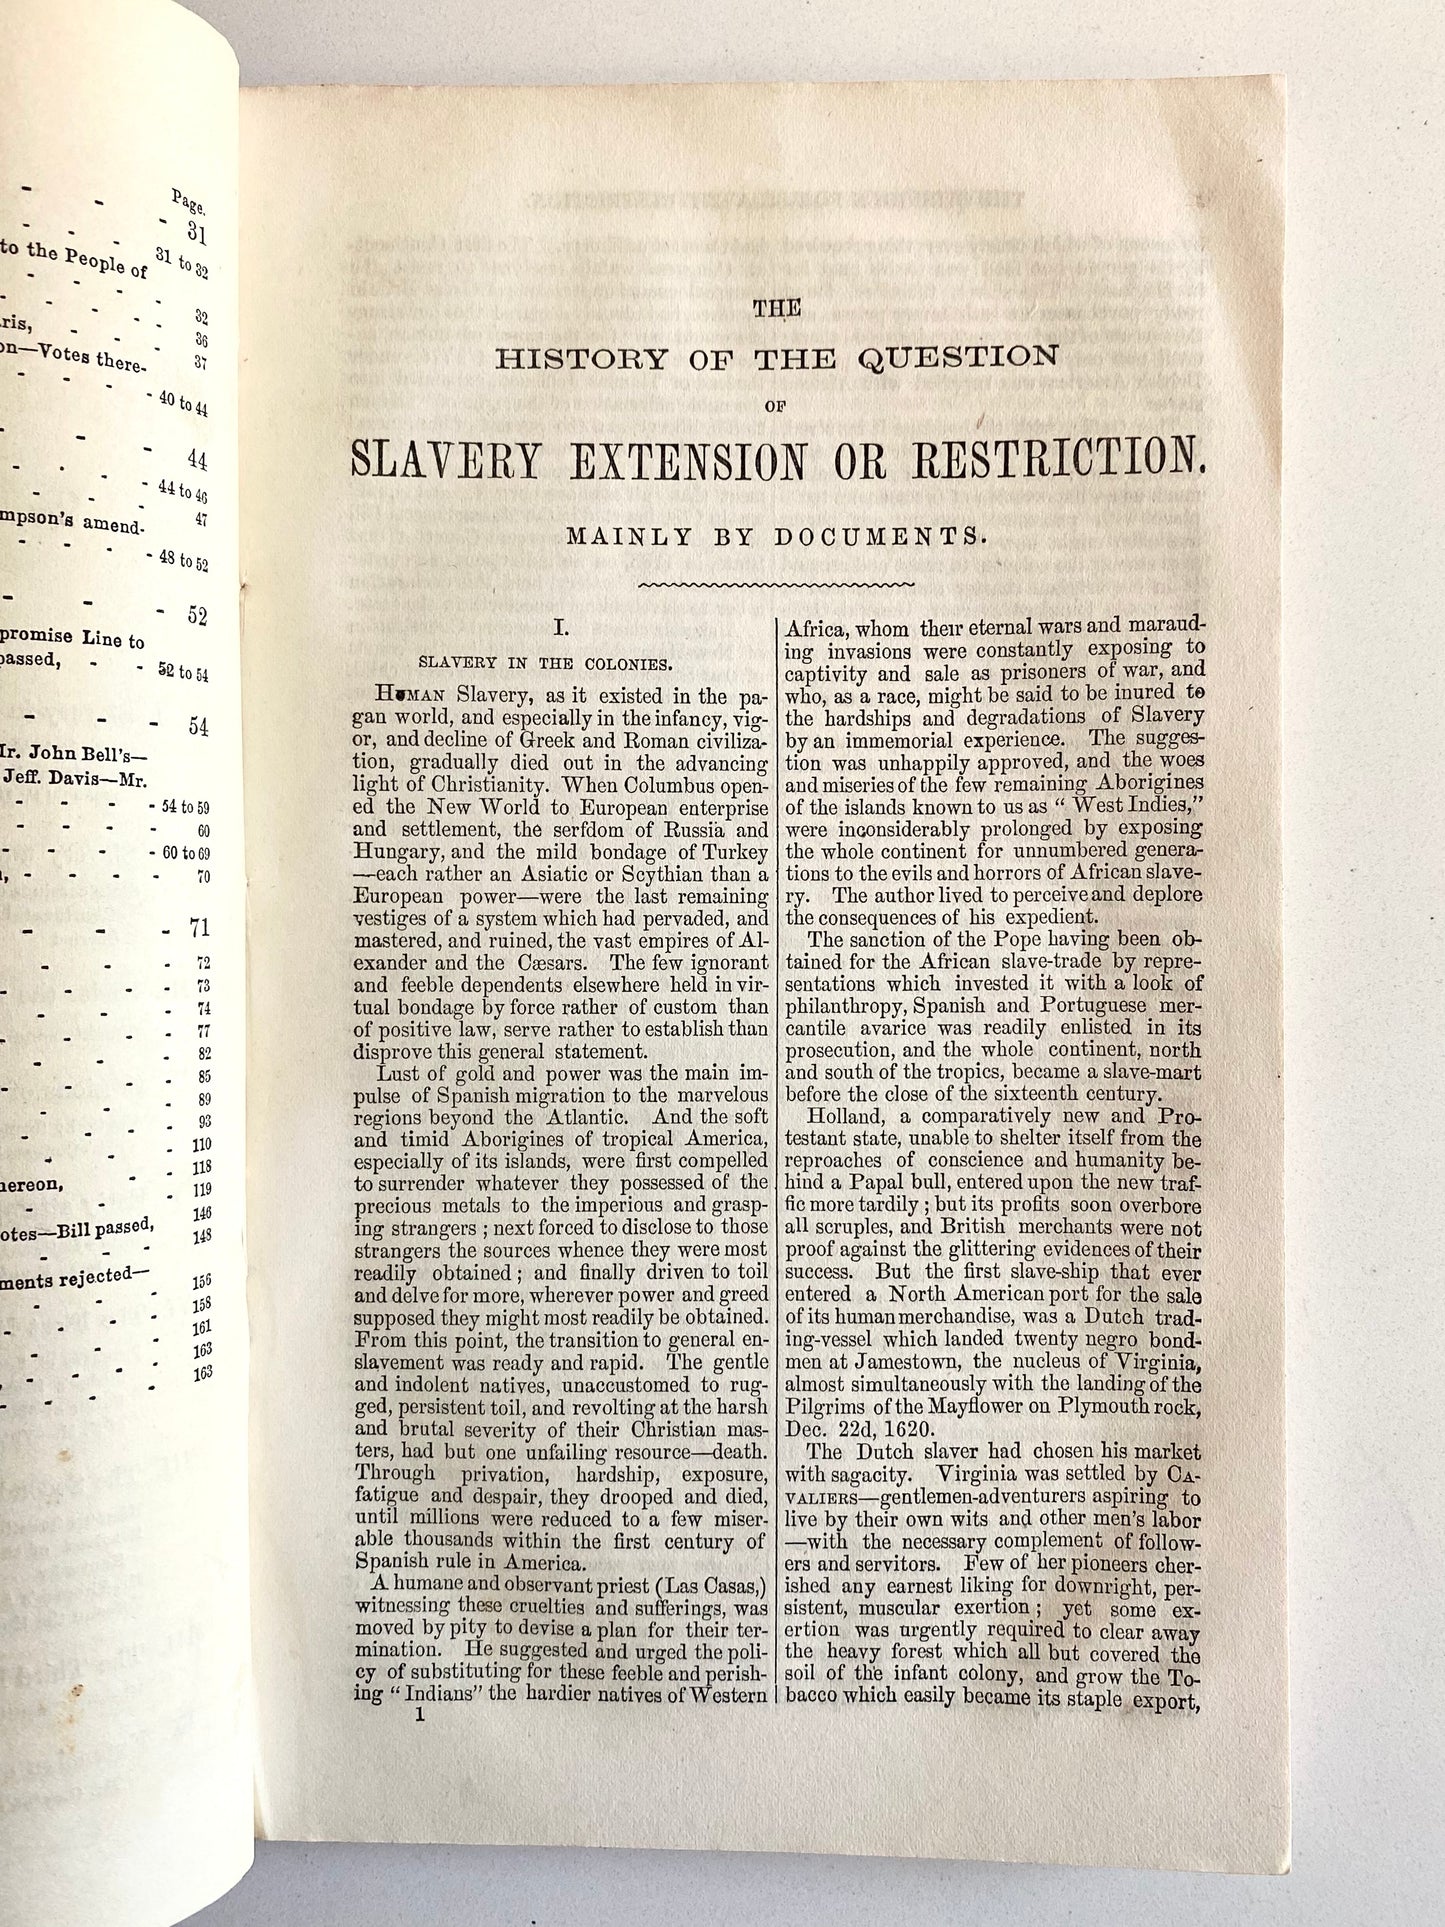 Page.
- - - 31
to the People of
31 to 32
- - - - 32
ris, - - - 36
on—Votes there-
37
- - - - 40 to 44
- - - 44
- - - - 44 to 46
47
mpson's amend-
- - - - 48 to 52
- - - 52
promise Line to
passed, - - 52 to 54
- - - 54
Mr. John Bell's—
Jeff. Davis—Mr.
- - - - 54 to 59
- - - - 60
- - - - 60 to 69
- - - - 70
- - - 71
- - - 72
- - - 73
- - - 74
- - - 77
- - - 82
- - - 85
- - - 89
- - - 93
- - - 110
- - - 118
hereon, - - 119
- - - 146
otes—Bill passed,
148
ments rejected—
156
- - - 158
- - - 161
- - - 163
- - - 163
THE
HISTORY OF THE QUESTION
OF
SLAVERY EXTENSION OR RESTRICTION.
MAINLY BY DOCUMENTS.
I.
SLAVERY IN THE COLONIES.
HUMAN Slavery, as it existed in the pa-
gan world, and especially in the infancy, vig-
or, and decline of Greek and Roman civiliza-
tion, gradually died out in the advancing
light of Christianity. When Columbus open-
ed the New World to European enterprise
and settlement, the serfdom of Russia and
Hungary, and the mild bondage of Turkey
—each rather an Asiatic or Scythian than a
European power—were the last remaining
vestiges of a system which had pervaded, and
mastered, and ruined, the vast empires of Al-
exander and the Cæsars. The few ignorant
and feeble dependents elsewhere held in vir-
tual bondage by force rather of custom than
of positive law, serve rather to establish than
disprove this general statement.
Lust of gold and power was the main im-
pulse of Spanish migration to the marvelous
regions beyond the Atlantic. And the soft
and timid Aborigines of tropical America,
especially of its islands, were first compelled
to surrender whatever they possessed of the
precious metals to the imperious and grasp-
ing strangers ; next forced to disclose to those
strangers the sources whence they were most
readily obtained ; and finally driven to toil
and delve for more, wherever power and greed
supposed they might most readily be obtained.
From this point, the transition to general en-
slavement was ready and rapid. The gentle
and indolent natives, unaccustomed to rug-
ged, persistent toil, and revolting at the harsh
and brutal severity of their Christian mas-
ters, had but one unfailing resource—death.
Through privation, hardship, exposure,
fatigue and despair, they drooped and died,
until millions were reduced to a few miser-
able thousands within the first century of
Spanish rule in America.
A humane and observant priest (Las Casas,)
witnessing these cruelties and sufferings, was
moved by pity to devise a plan for their ter-
mination. He suggested and urged the poli-
cy of substituting for these feeble and perish-
ing “Indians” the hardier natives of Western
1
Africa, whom their eternal wars and maraud-
ing invasions were constantly exposing to
captivity and sale as prisoners of war, and
who, as a race, might be said to be inured to
the hardships and degradations of Slavery
by an immemorial experience. The sugges-
tion was unhappily approved, and the woes
and miseries of the few remaining Aborigines
of the islands known to us as “ West Indies,”
were inconsiderably prolonged by exposing
the whole continent for unnumbered genera-
tions to the evils and horrors of African slave-
ry. The author lived to perceive and deplore
the consequences of his expedient.
The sanction of the Pope having been ob-
tained for the African slave-trade by repre-
sentations which invested it with a look of
philanthropy, Spanish and Portuguese mer-
cantile avarice was readily enlisted in its
prosecution, and the whole continent, north
and south of the tropics, became a slave-mart
before the close of the sixteenth century.
Holland, a comparatively new and Pro-
testant state, unable to shelter itself from the
reproaches of conscience and humanity be-
hind a Papal bull, entered upon the new traf-
fic more tardily ; but its profits soon overbore
all scruples, and British merchants were not
proof against the glittering evidences of their
success. But the first slave-ship that ever
entered a North American port for the sale
of its human merchandise, was a Dutch trad-
ing-vessel which landed twenty negro bond-
men at Jamestown, the nucleus of Virginia,
almost simultaneously with the landing of the
Pilgrims of the Mayflower on Plymouth rock,
Dec. 22d, 1620.
The Dutch slaver had chosen his market
with sagacity. Virginia was settled by CA-
VALIERS—gentlemen-adventurers aspiring to
live by their own wits and other men's labor
—with the necessary complement of follow-
ers and servitors. Few of her pioneers cher-
ished any earnest liking for downright, per-
sistent, muscular exertion ; yet some ex-
ertion was urgently required to clear away
the heavy forest which all but covered the
soil of the infant colony, and grow the To-
bacco which easily became its staple export,